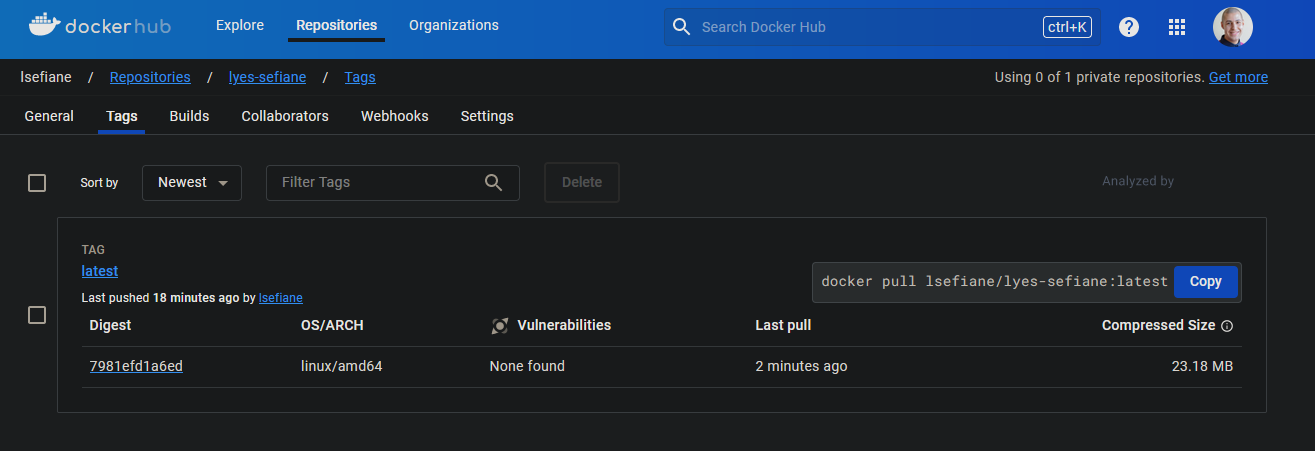 dockerhub Explore Repositories Organizations Search Docker Hub ctrl+K ?
lsefiane / Repositories / lyes-sefiane / Tags Using 0 of 1 private repositories. Get more
General Tags Builds Collaborators Webhooks Settings
Sort by Newest Filter Tags Delete Analyzed by
TAG
latest
docker pull lsefiane/lyes-sefiane:latest Copy
Last pushed 18 minutes ago by lsefiane
Digest OS/ARCH Vulnerabilities Last pull Compressed Size
7981efd1a6ed linux/amd64 None found 2 minutes ago 23.18 MB